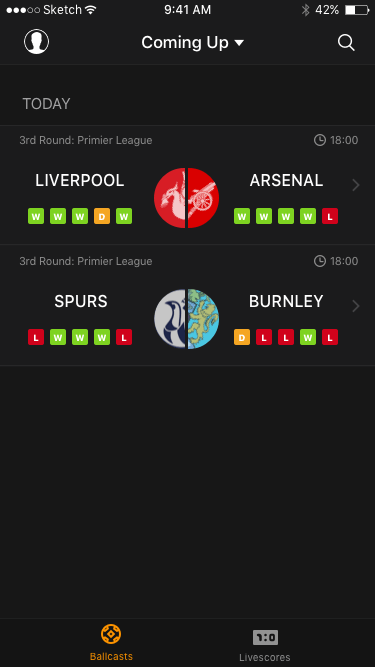 Sketch 9:41 AM 42%
Coming Up
TODAY
3rd Round: Primier League 18:00
LIVERPOOL ARSENAL
W W W D W W W W W L
3rd Round: Primier League 18:00
SPURS BURNLEY
L W W W L D L L W L
1:0
Ballcasts Livescores